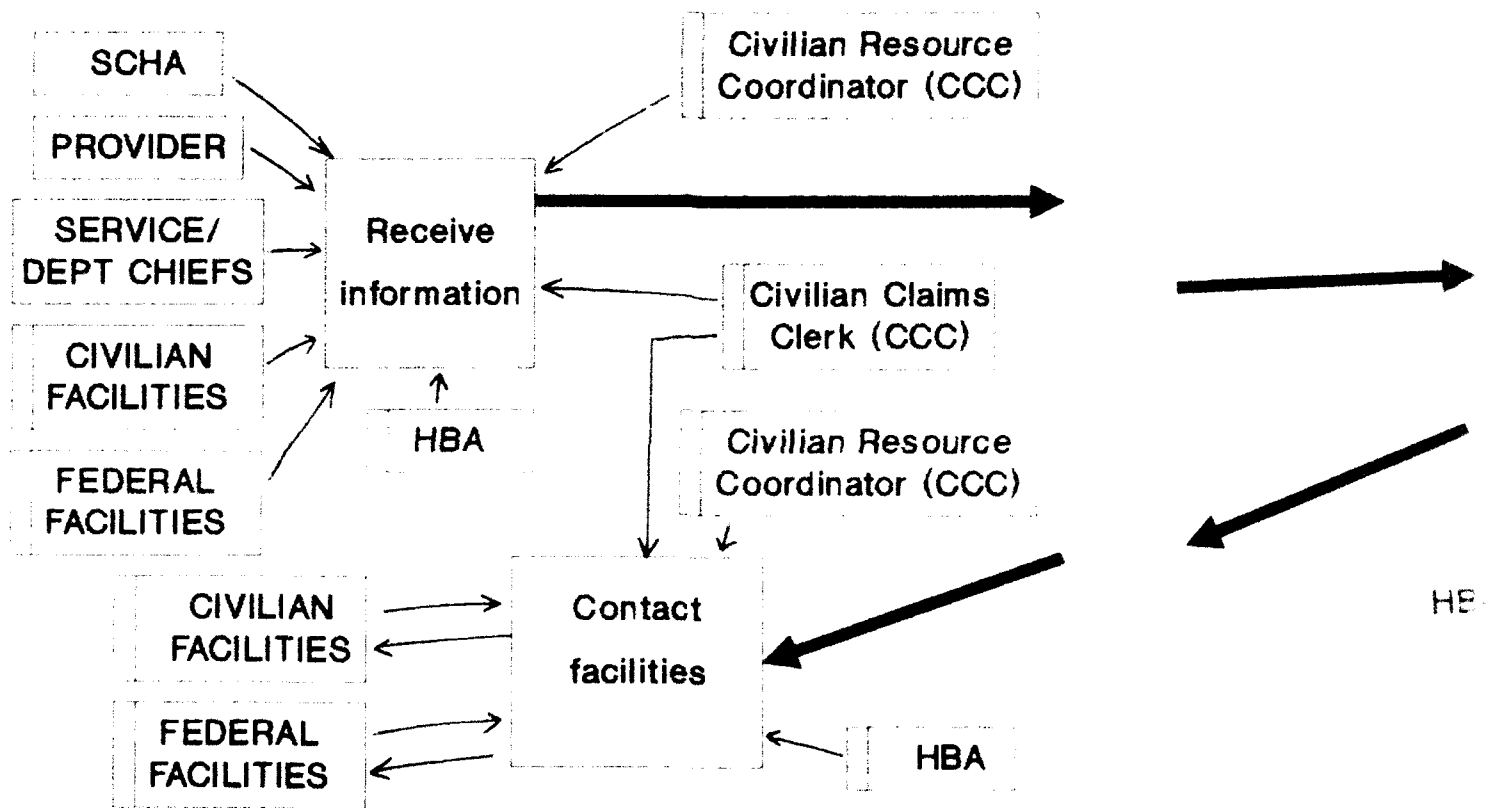 SCHA
PROVIDER
SERVICE/
DEPT CHIEFS
CIVILIAN
FACILITIES
FEDERAL
FACILITIES
Receive
information
HBA
Civilian Resource
Coordinator (CCC)
Civilian Claims
Clerk (CCC)
Civilian Resource
Coordinator (CCC)
CIVILIAN
FACILITIES
FEDERAL
FACILITIES
Contact
facilities
HBA